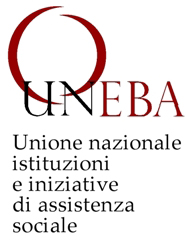 UNEBA
Unione nazionale
istituzioni
e iniziative
di assistenza
sociale